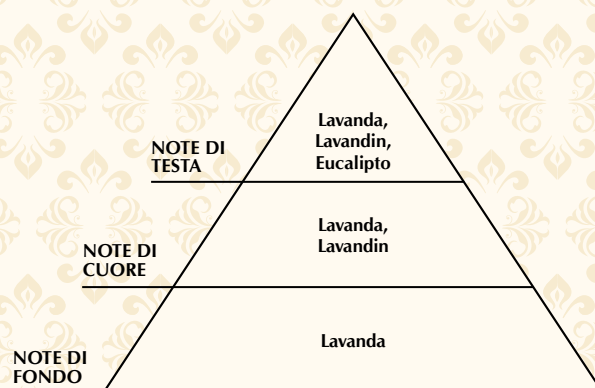 Lavanda,
Lavandin,
Eucalipto
NOTE DI
TESTA
Lavanda,
Lavandin
NOTE DI
CUORE
Lavanda
NOTE DI
FONDO